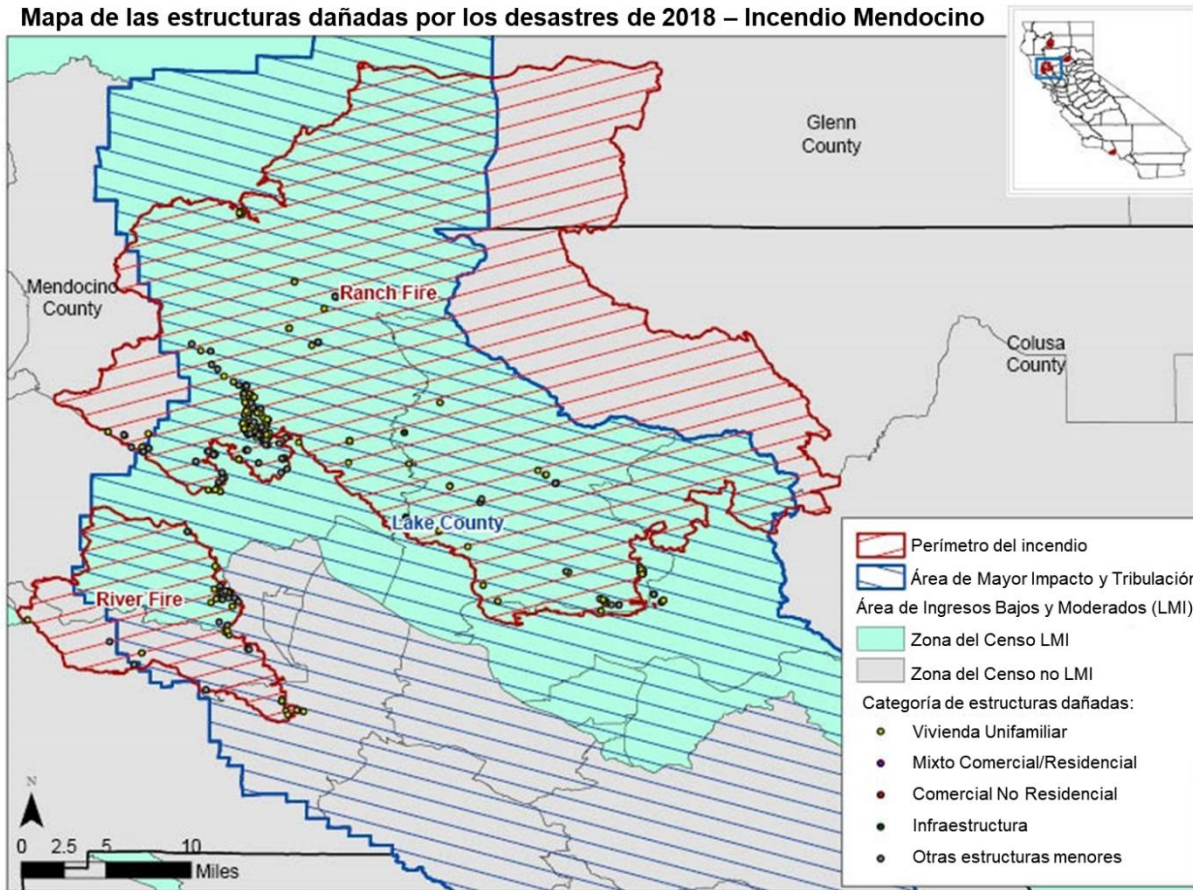 Mapa de las estructuras dañadas por los desastres de 2018 – Incendio Mendocino
Glenn
County
Mendocino
County
Ranch Fire
Colusa
County
Lake County
River Fire
Perímetro del incendio
Área de Mayor Impacto y Tribulación
Área de Ingresos Bajos y Moderados (LMI)
Zona del Censo LMI
Zona del Censo no LMI
Categoría de estructuras dañadas:
Vivienda Unifamiliar
Mixto Comercial/Residencial
Comercial No Residencial
Infraestructura
Otras estructuras menores
N
0 2.5 5 10
Miles